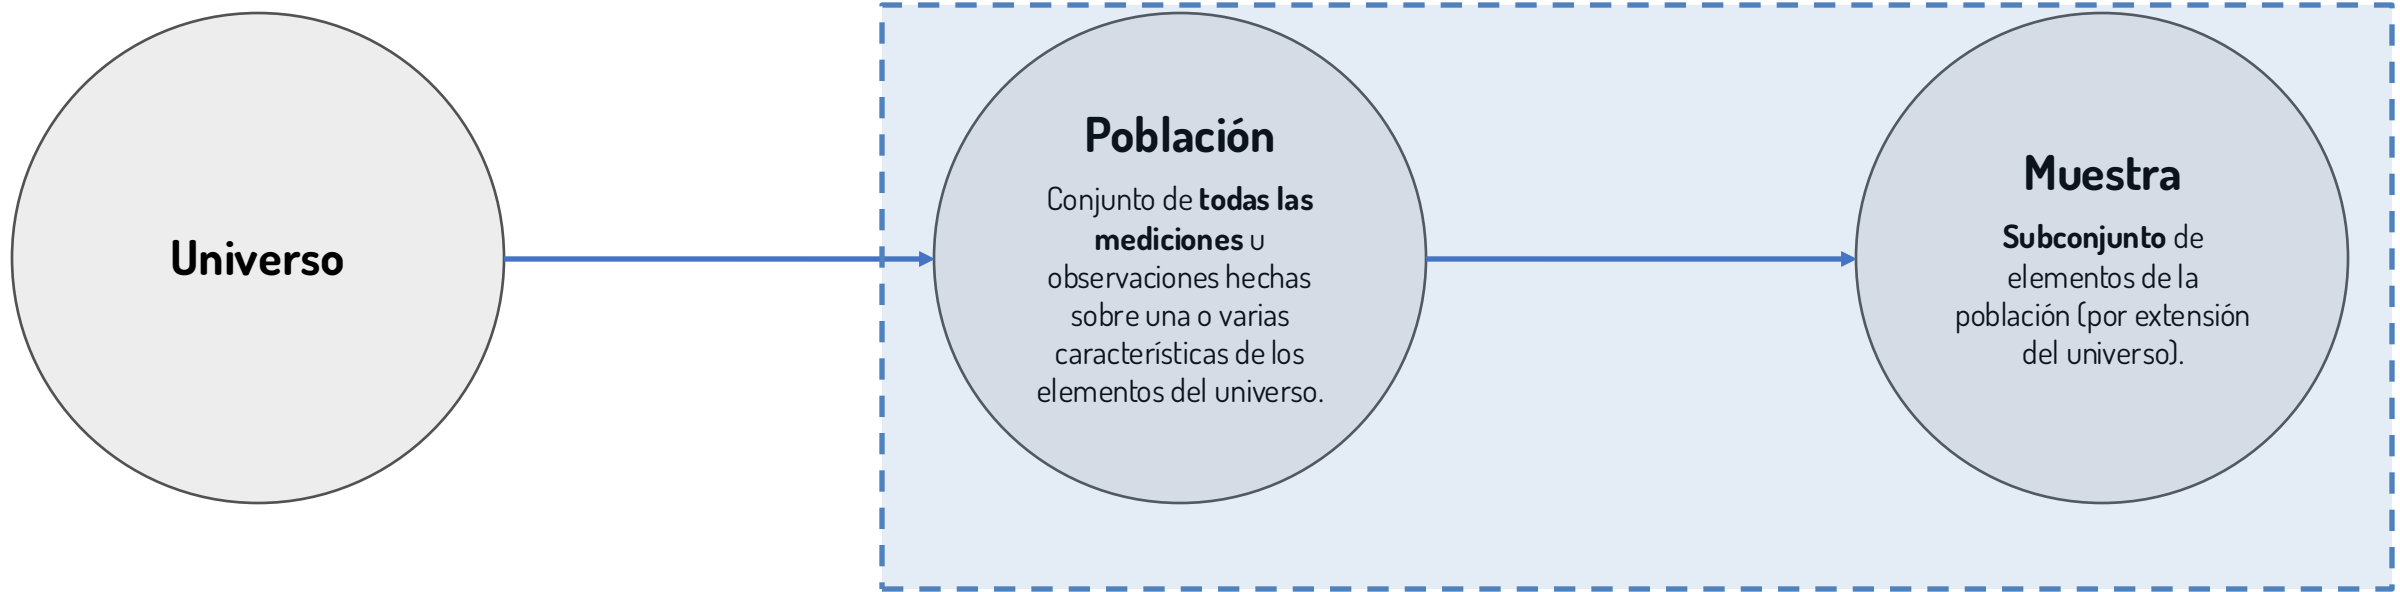 Universo
Población
Conjunto de todas las
mediciones u
observaciones hechas
sobre una o varias
características de los
elementos del universo.
Muestra
Subconjunto de
elementos de la
población (por extensión
del universo).